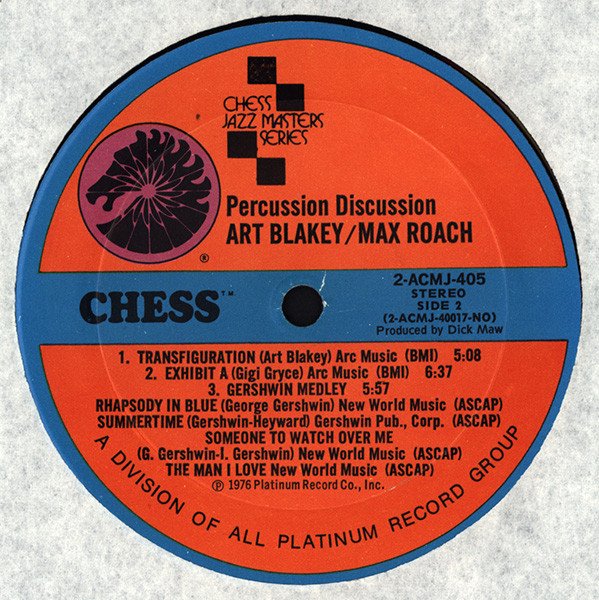 CHESS
JAZZ MASTERS
SERIES
Percussion Discussion
ART BLAKEY/MAX ROACH
®
CHESS™
2-ACMJ-405
STEREO
SIDE 2
(2-ACMJ-40017-NO)
Produced by Dick Maw
1. TRANSFIGURATION (Art Blakey) Arc Music (BMI) 5:08
2. EXHIBIT A (Gigi Gryce) Arc Music (BMI) 6:37
3. GERSHWIN MEDLEY 5:57
RHAPSODY IN BLUE (George Gershwin) New World Music (ASCAP)
SUMMERTIME (Gershwin-Heyward) Gershwin Pub., Corp. (ASCAP)
SOMEONE TO WATCH OVER ME
(G. Gershwin-I. Gershwin) New World Music (ASCAP)
THE MAN I LOVE New World Music (ASCAP)
℗ 1976 Platinum Record Co., Inc.
A DIVISION OF ALL PLATINUM RECORD GROUP